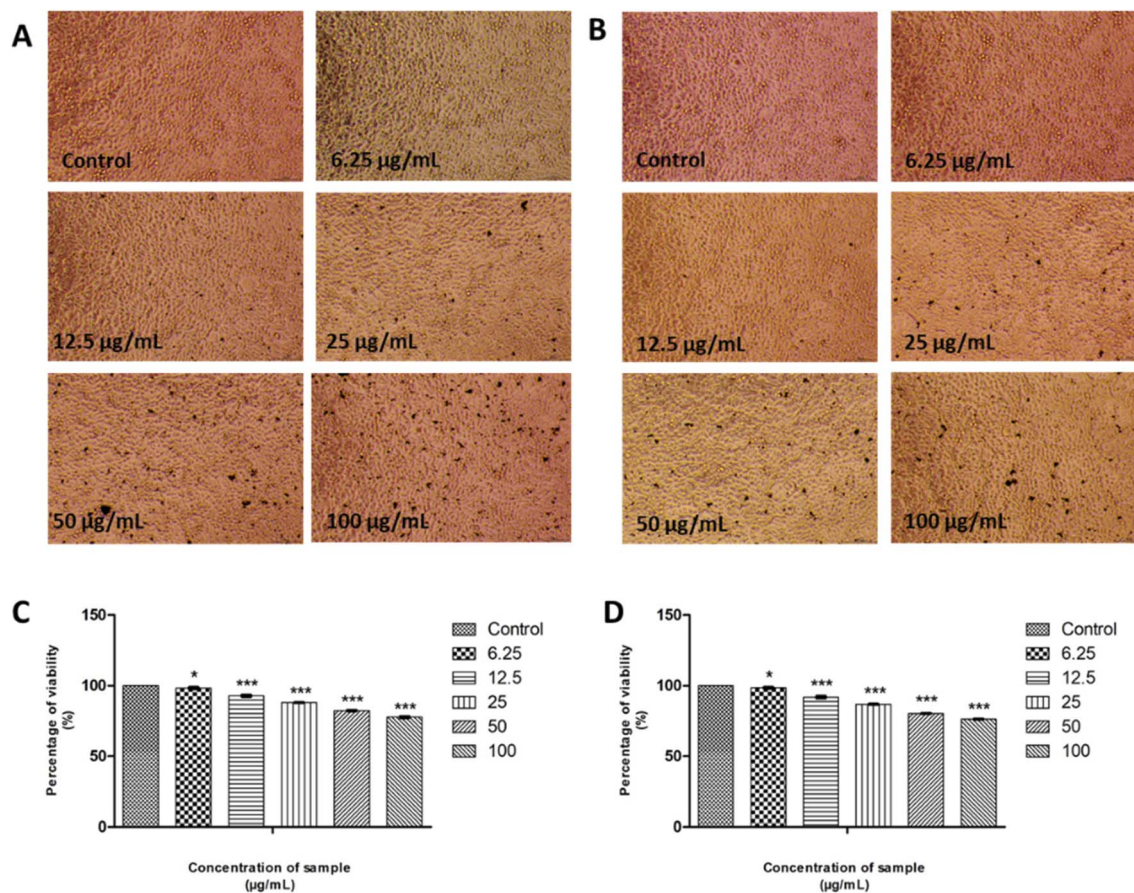 A
B
Control
6.25 µg/mL
Control
6.25 µg/mL
12.5 µg/mL
25 µg/mL
12.5 µg/mL
25 µg/mL
50 µg/mL
100 µg/mL
50 µg/mL
100 µg/mL
C
150
100
50
0
Percentage of viability
(%)
*
***
***
***
***
Control
6.25
12.5
25
50
100
Concentration of sample
(µg/mL)
D
150
100
50
0
Percentage of viability
(%)
*
***
***
***
***
Control
6.25
12.5
25
50
100
Concentration of sample
(µg/mL)